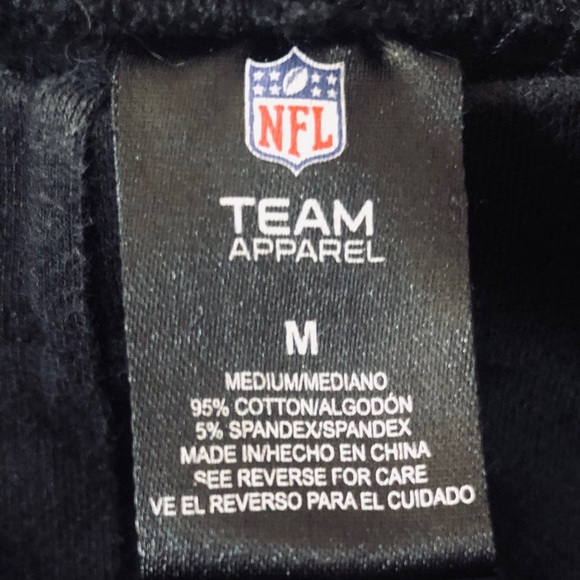 NFL
TEAM
APPAREL
M
MEDIUM/MEDIANO
95% COTTON/ALGODÓN
5% SPANDEX/SPANDEX
MADE IN/HECHO EN CHINA
SEE REVERSE FOR CARE
VE EL REVERSO PARA EL CUIDADO